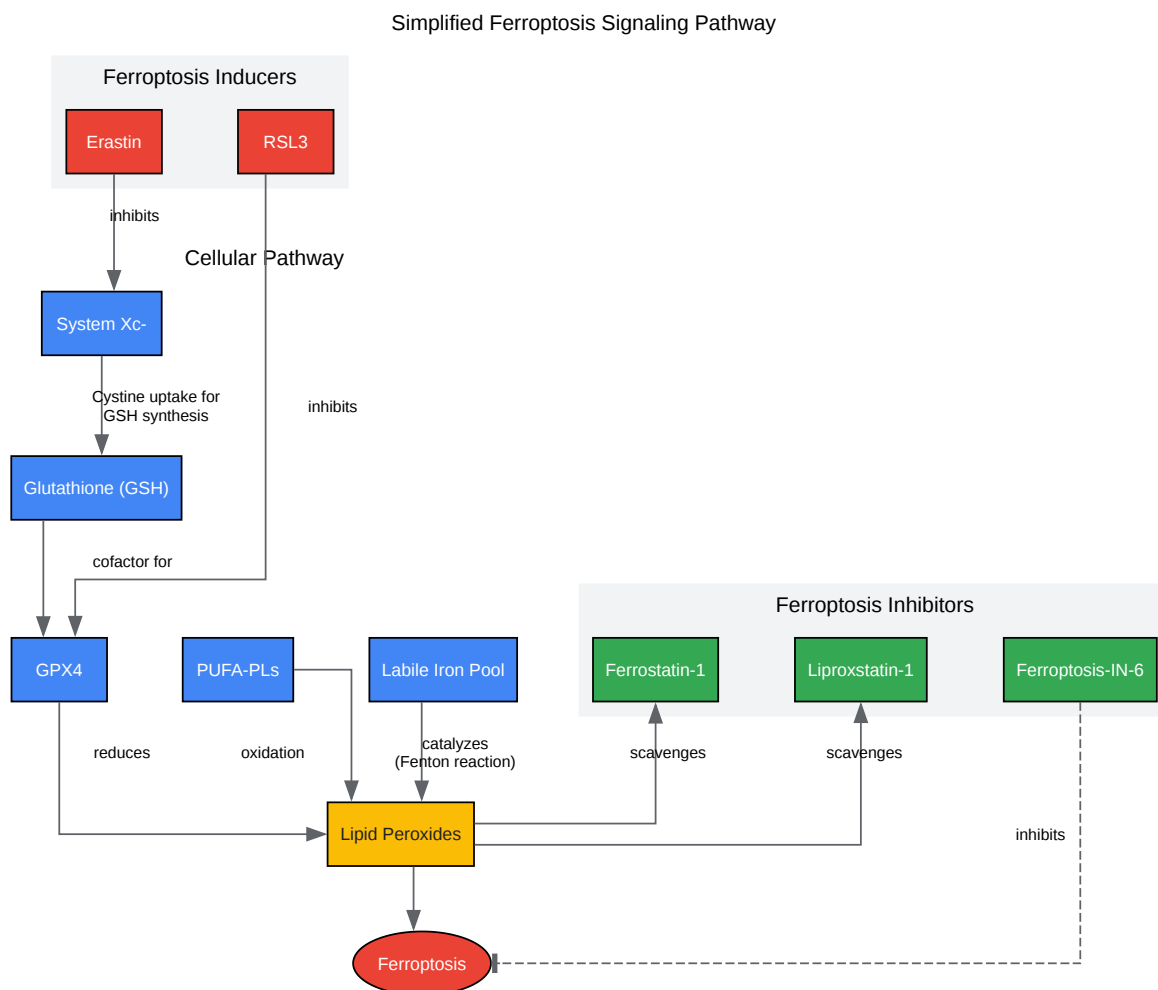 Simplified Ferroptosis Signaling Pathway
Ferroptosis Inducers
Erastin
RSL3
inhibits
Cellular Pathway
System Xc-
Cystine uptake for
GSH synthesis
inhibits
Glutathione (GSH)
cofactor for
Ferroptosis Inhibitors
GPX4
PUFA-PLs
Labile Iron Pool
Ferrostatin-1
Liproxstatin-1
Ferroptosis-IN-6
reduces
oxidation
catalyzes
(Fenton reaction)
scavenges
scavenges
Lipid Peroxides
inhibits
Ferroptosis